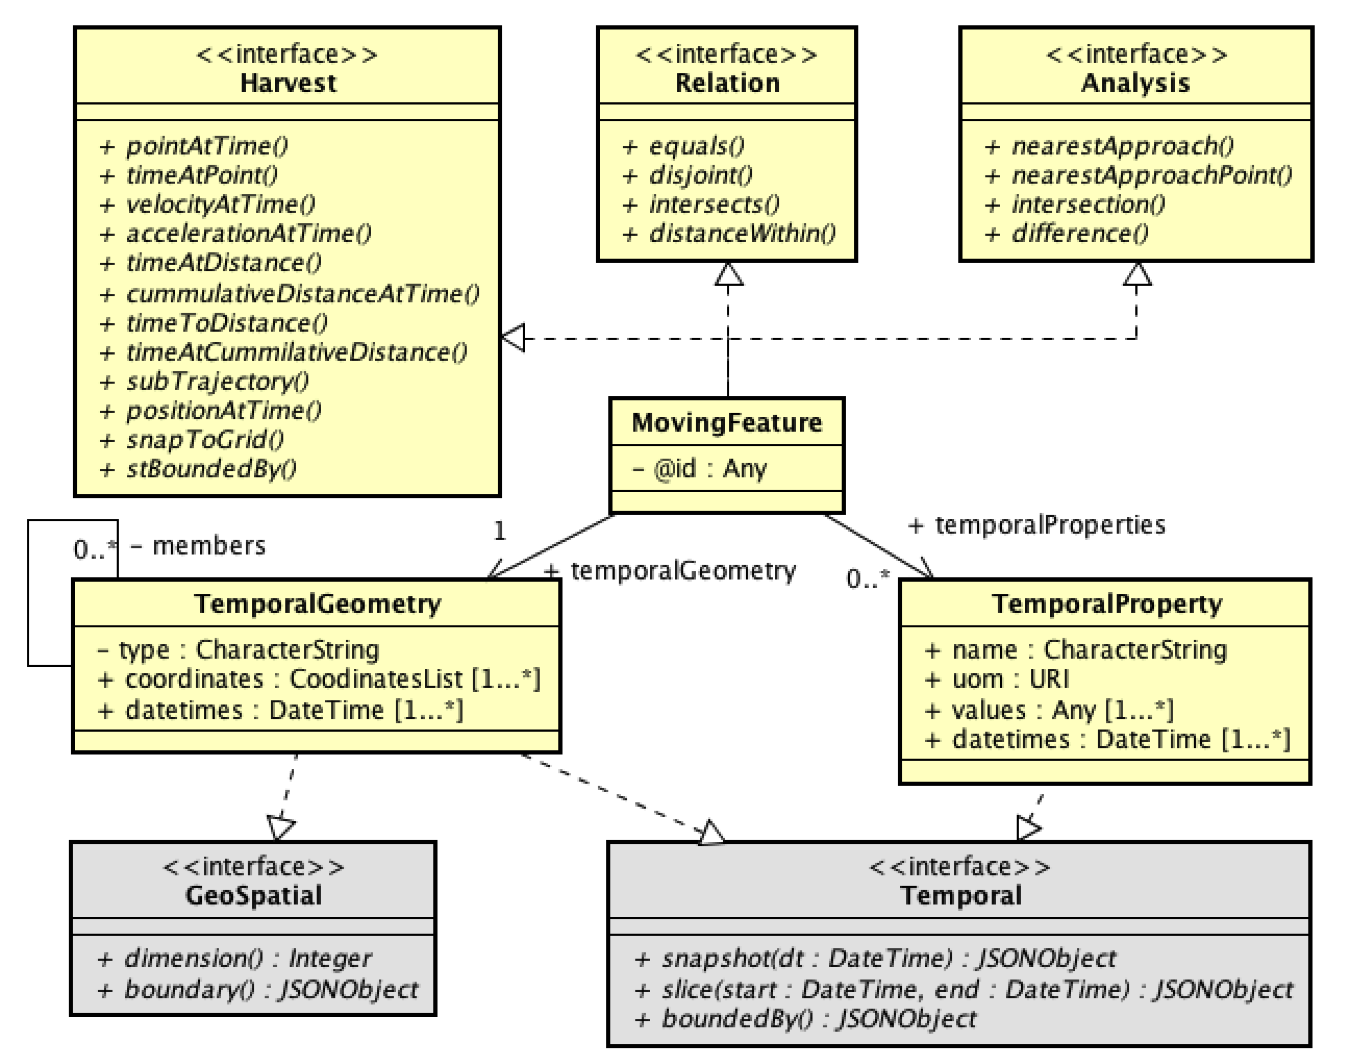 <<interface>>
Harvest
+ pointAtTime()
+ timeAtPoint()
+ velocityAtTime()
+ accelerationAtTime()
+ timeAtDistance()
+ cummulativeDistanceAtTime()
+ timeToDistance()
+ timeAtCummilativeDistance()
+ subTrajectory()
+ positionAtTime()
+ snapToGrid()
+ stBoundedBy()
<<interface>>
Relation
+ equals()
+ disjoint()
+ intersects()
+ distanceWithin()
<<interface>>
Analysis
+ nearestApproach()
+ nearestApproachPoint()
+ intersection()
+ difference()
MovingFeature
- @id : Any
1
+ temporalGeometry
+ temporalProperties
0..*
0..*
- members
TemporalGeometry
- type : CharacterString
+ coordinates : CoodinatesList [1...*]
+ datetimes : DateTime [1...*]
TemporalProperty
+ name : CharacterString
+ uom : URI
+ values : Any [1...*]
+ datetimes : DateTime [1...*]
<<interface>>
GeoSpatial
+ dimension() : Integer
+ boundary() : JSONObject
<<interface>>
Temporal
+ snapshot(dt : DateTime) : JSONObject
+ slice(start : DateTime, end : DateTime) : JSONObject
+ boundedBy() : JSONObject